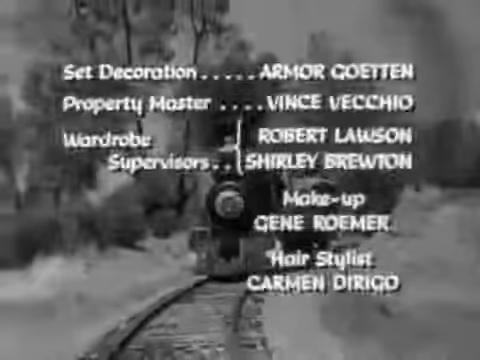 Set Decoration ..... ARMOR GOETTEN
Property Master .... VINCE VECCHIO
Wardrobe ROBERT LAWSON
Supervisors .. SHIRLEY BREWTON
Make-up
GENE ROEMER
Hair Stylist
CARMEN DIRIGO